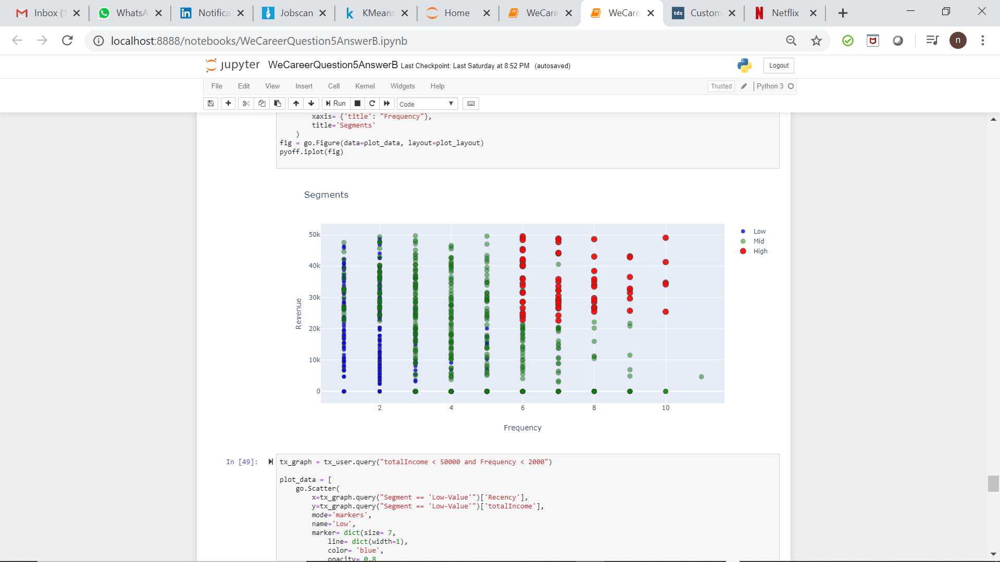 Inbox (1
WhatsA
Notifica
Jobscan
KMeans
Home
WeCare
WeCare
tds Custom
Netflix
localhost:8888/notebooks/WeCareerQuestion5AnswerB.ipynb
n
jupyter WeCareerQuestion5AnswerB Last Checkpoint: Last Saturday at 8:52 PM (autosaved)
Logout
File Edit View Insert Cell Kernel Widgets Help
Trusted Python 3
Run Code
xaxis= {'title': "Frequency"},
title='Segments'
)
fig = go.Figure(data=plot_data, layout=plot_layout)
pyoff.iplot(fig)
Segments
50k
40k
30k
20k
10k
0
Revenue
2 4 6 8 10
Frequency
Low
Mid
High
In [49]: tx_graph = tx_user.query("totalIncome < 50000 and Frequency < 2000")
plot_data = [
go.Scatter(
x=tx_graph.query("Segment == 'Low-Value'")['Recency'],
y=tx_graph.query("Segment == 'Low-Value'")['totalIncome'],
mode='markers',
name='Low',
marker= dict(size= 7,
line= dict(width=1),
color= 'blue',
opacity= 0.8